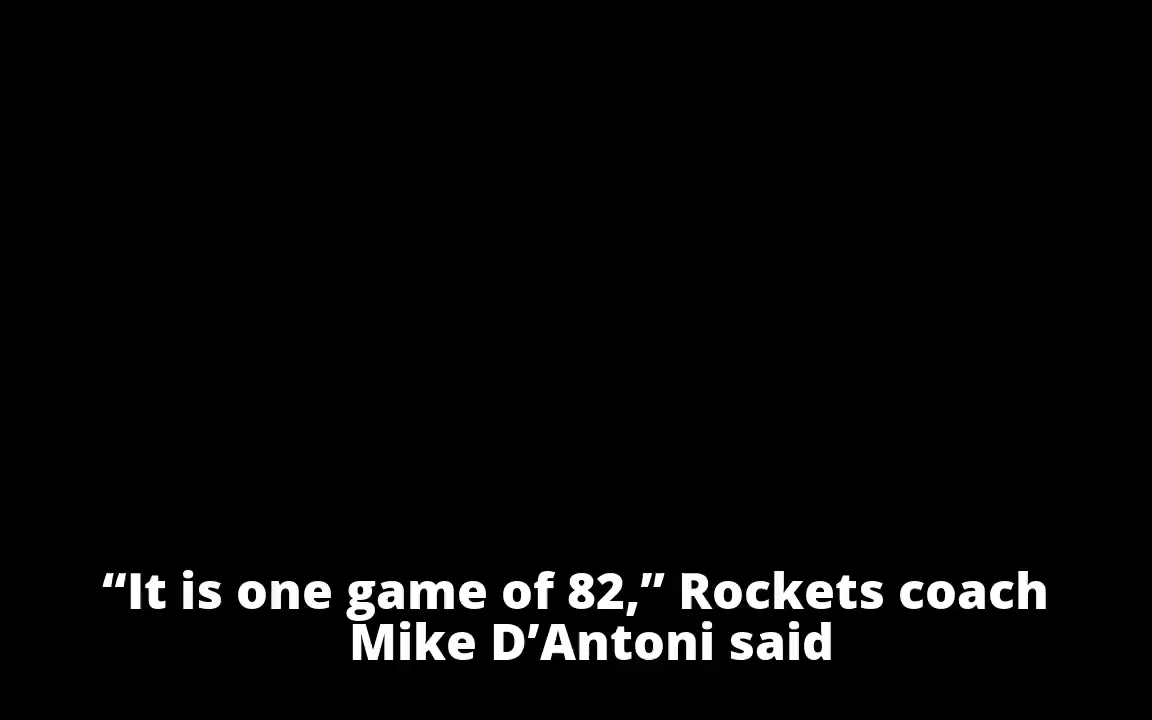 “It is one game of 82,” Rockets coach
Mike D’Antoni said